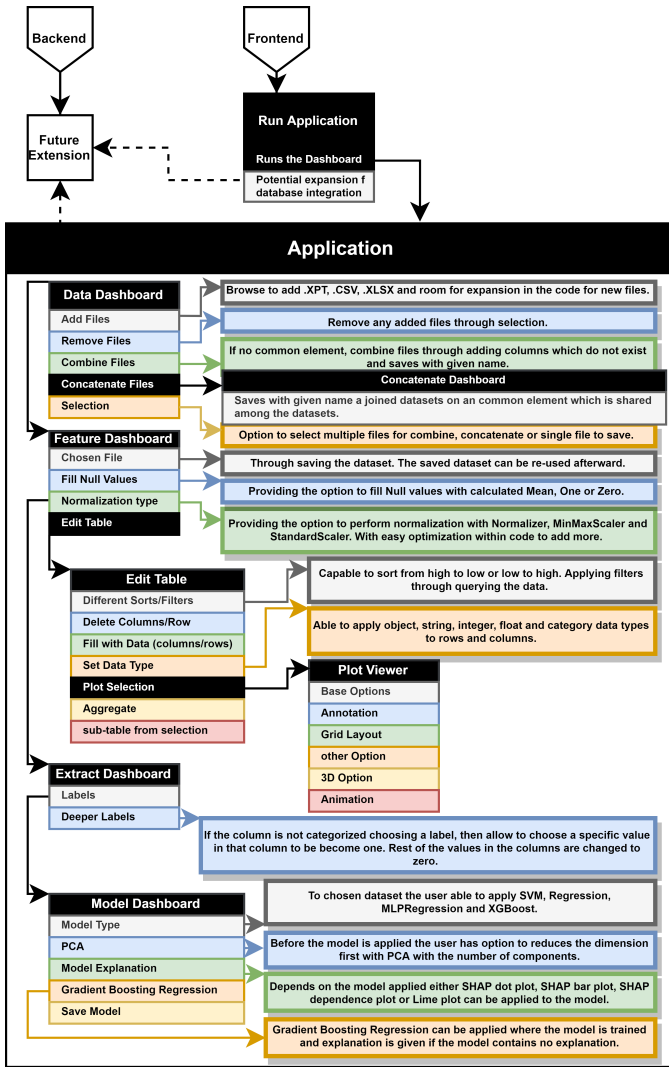 Backend
Frontend
Future
Extension
Run Application
Runs the Dashboard
Potential expansion f
database integration
Application
Data Dashboard
Add Files
Remove Files
Combine Files
Concatenate Files
Selection
Browse to add .XPT, .CSV, .XLSX and room for expansion in the code for new files.
Remove any added files through selection.
If no common element, combine files through adding columns which do not exist
and saves with given name.
Concatenate Dashboard
Saves with given name a joined datasets on an common element which is shared
among the datasets.
Option to select multiple files for combine, concatenate or single file to save.
Feature Dashboard
Chosen File
Fill Null Values
Normalization type
Edit Table
Through saving the dataset. The saved dataset can be re-used afterward.
Providing the option to fill Null values with calculated Mean, One or Zero.
Providing the option to perform normalization with Normalizer, MinMaxScaler and
StandardScaler. With easy optimization within code to add more.
Edit Table
Different Sorts/Filters
Delete Columns/Row
Fill with Data (columns/rows)
Set Data Type
Plot Selection
Aggregate
sub-table from selection
Capable to sort from high to low or low to high. Applying filters
through querying the data.
Able to apply object, string, integer, float and category data types
to rows and columns.
Plot Viewer
Base Options
Annotation
Grid Layout
other Option
3D Option
Animation
Extract Dashboard
Labels
Deeper Labels
If the column is not categorized choosing a label, then allow to choose a specific value
in that column to be become one. Rest of the values in the columns are changed to
zero.
Model Dashboard
Model Type
PCA
Model Explanation
Gradient Boosting Regression
Save Model
To chosen dataset the user able to apply SVM, Regression,
MLPRegression and XGBoost.
Before the model is applied the user has option to reduces the dimension
first with PCA with the number of components.
Depends on the model applied either SHAP dot plot, SHAP bar plot, SHAP
dependence plot or Lime plot can be applied to the model.
Gradient Boosting Regression can be applied where the model is trained
and explanation is given if the model contains no explanation.